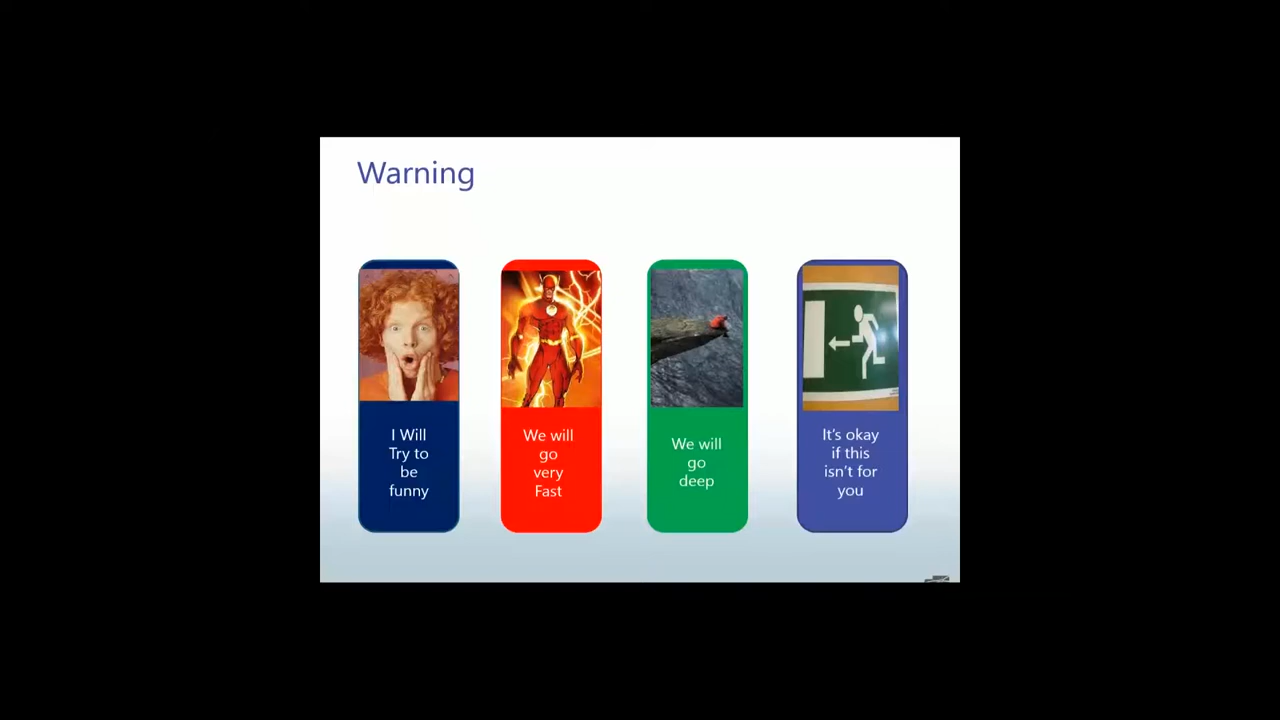 Warning
I Will
Try to
be
funny
We will
go
very
Fast
We will
go
deep
It's okay
if this
isn't for
you